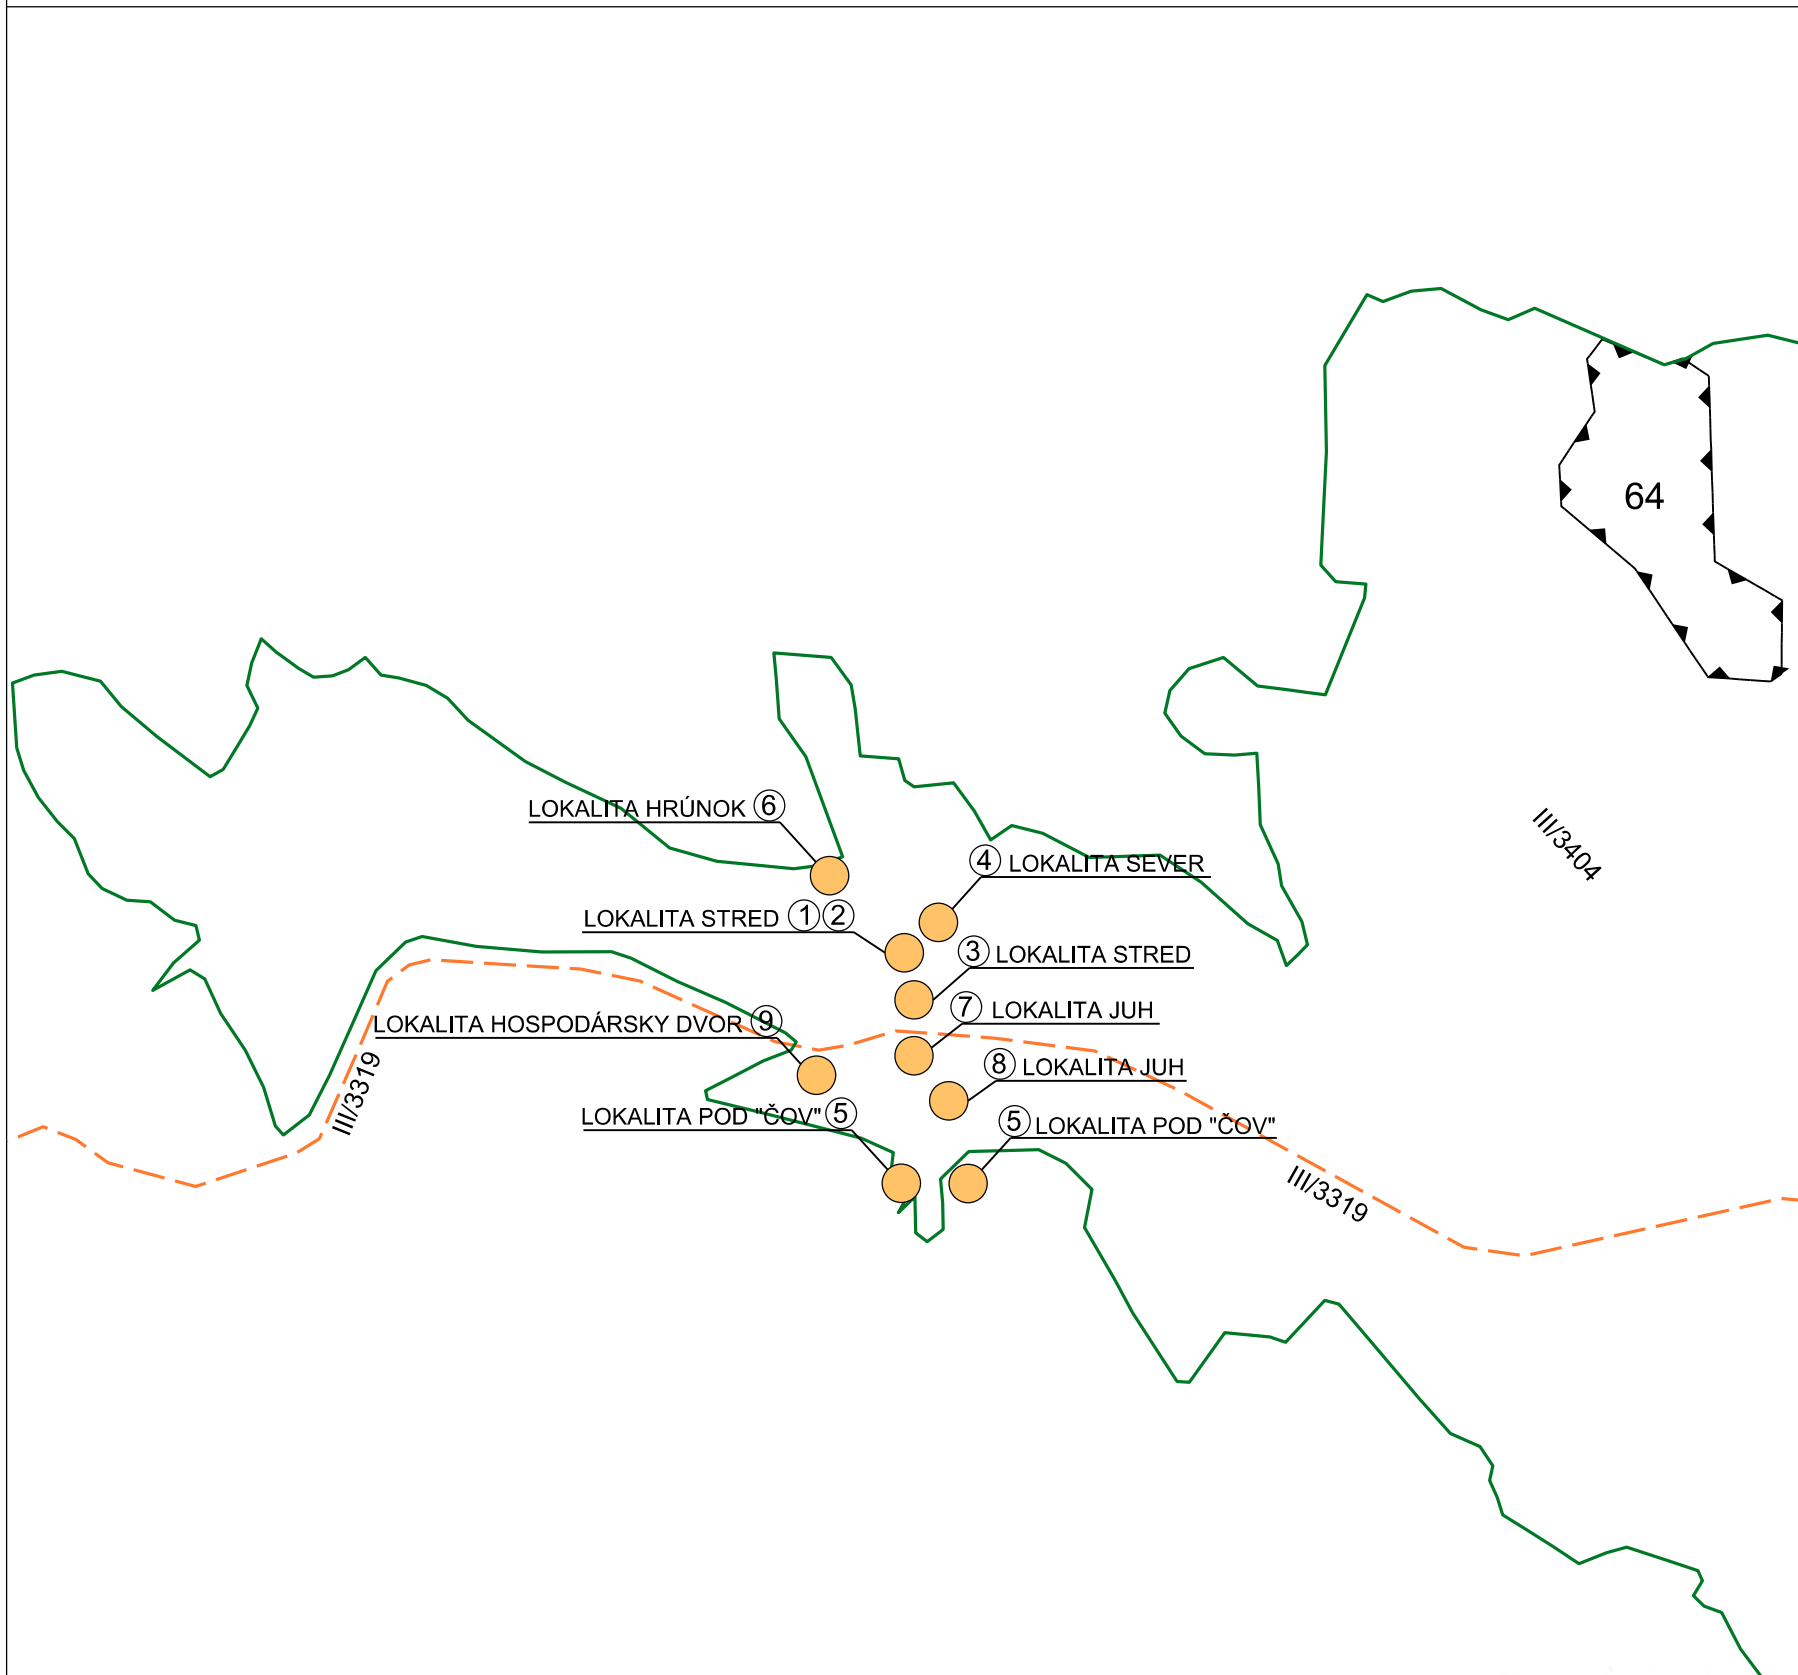 64
LOKALITA HRÚNOK 6
III/3404
4 LOKALITA SEVER
LOKALITA STRED 1 2
3 LOKALITA STRED
7 LOKALITA JUH
LOKALITA HOSPODÁRSKY DVOR 9
8 LOKALITA JUH
III/3319
LOKALITA POD "ČOV" 5
5 LOKALITA POD "ČOV"
III/3319